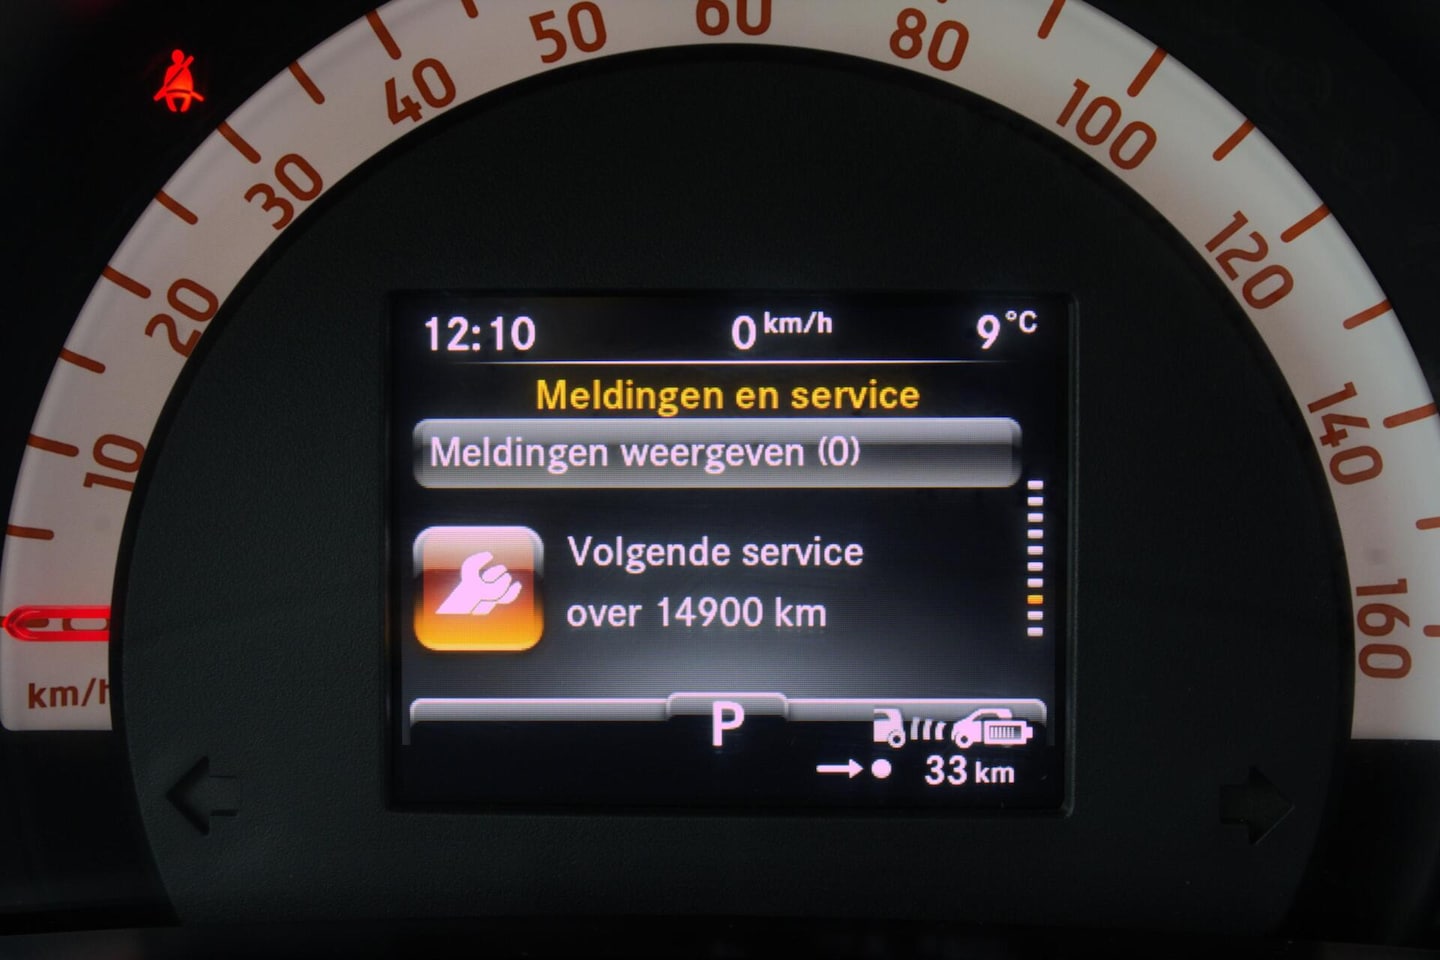 10
20
30
40
50
60
80
100
120
140
160
km/h
12:10
0 km/h
9 °C
Meldingen en service
Meldingen weergeven (0)
Volgende service
over 14900 km
P
33 km